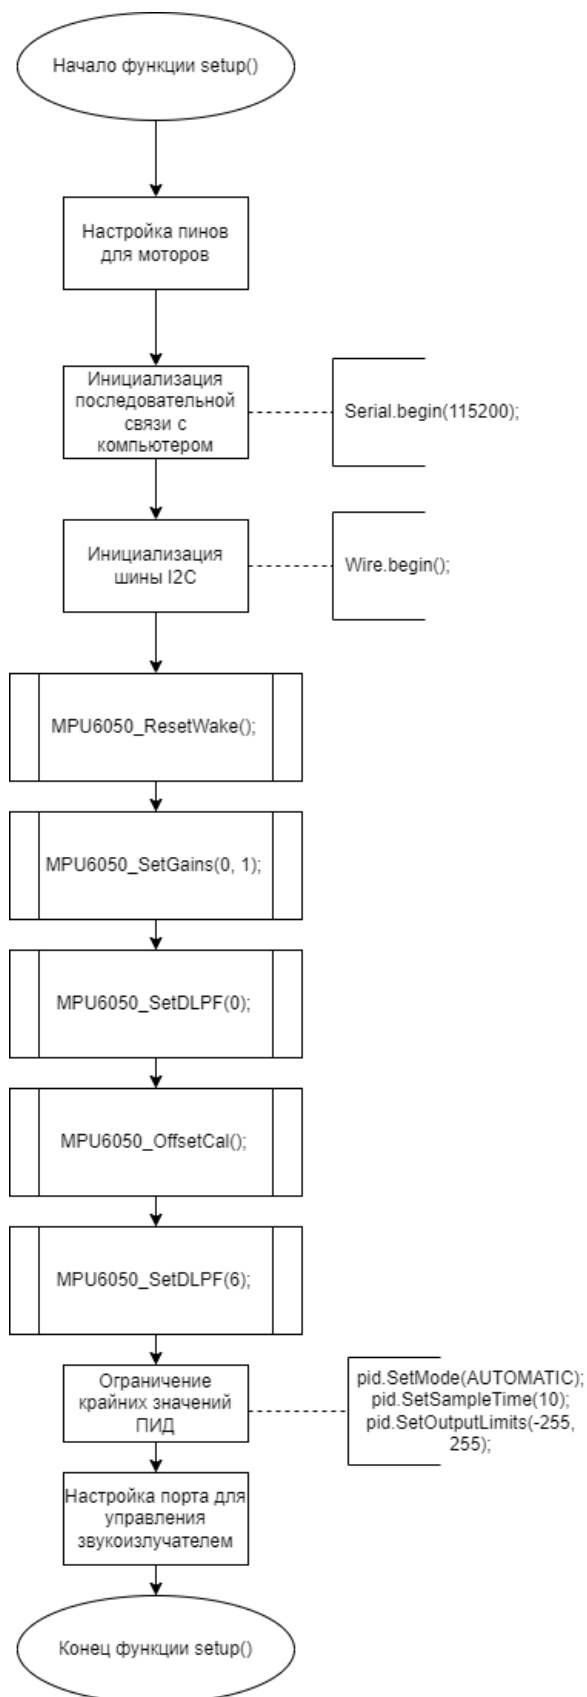 Начало функции setup()
Настройка пинов
для моторов
Инициализация
последовательной
связи с
компьютером
Serial.begin(115200);
Инициализация
шины I2C
Wire.begin();
MPU6050_ResetWake();
MPU6050_SetGains(0, 1);
MPU6050_SetDLPF(0);
MPU6050_OffsetCal();
MPU6050_SetDLPF(6);
Ограничение
крайних значений
ПИД
pid.SetMode(AUTOMATIC);
pid.SetSampleTime(10);
pid.SetOutputLimits(-255,
255);
Настройка порта для
управления
звукоизлучателем
Конец функции setup()